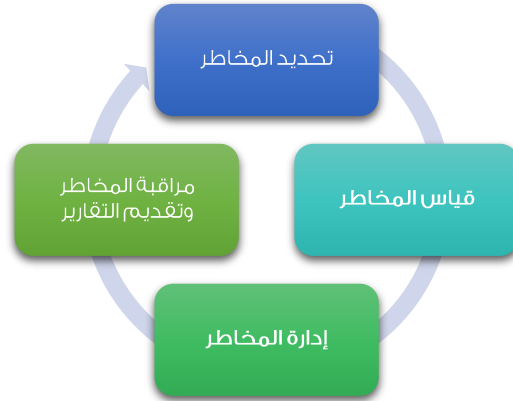 تحديد المخاطر
قياس المخاطر
إدارة المخاطر
مراقبة المخاطر
وتقديم التقارير